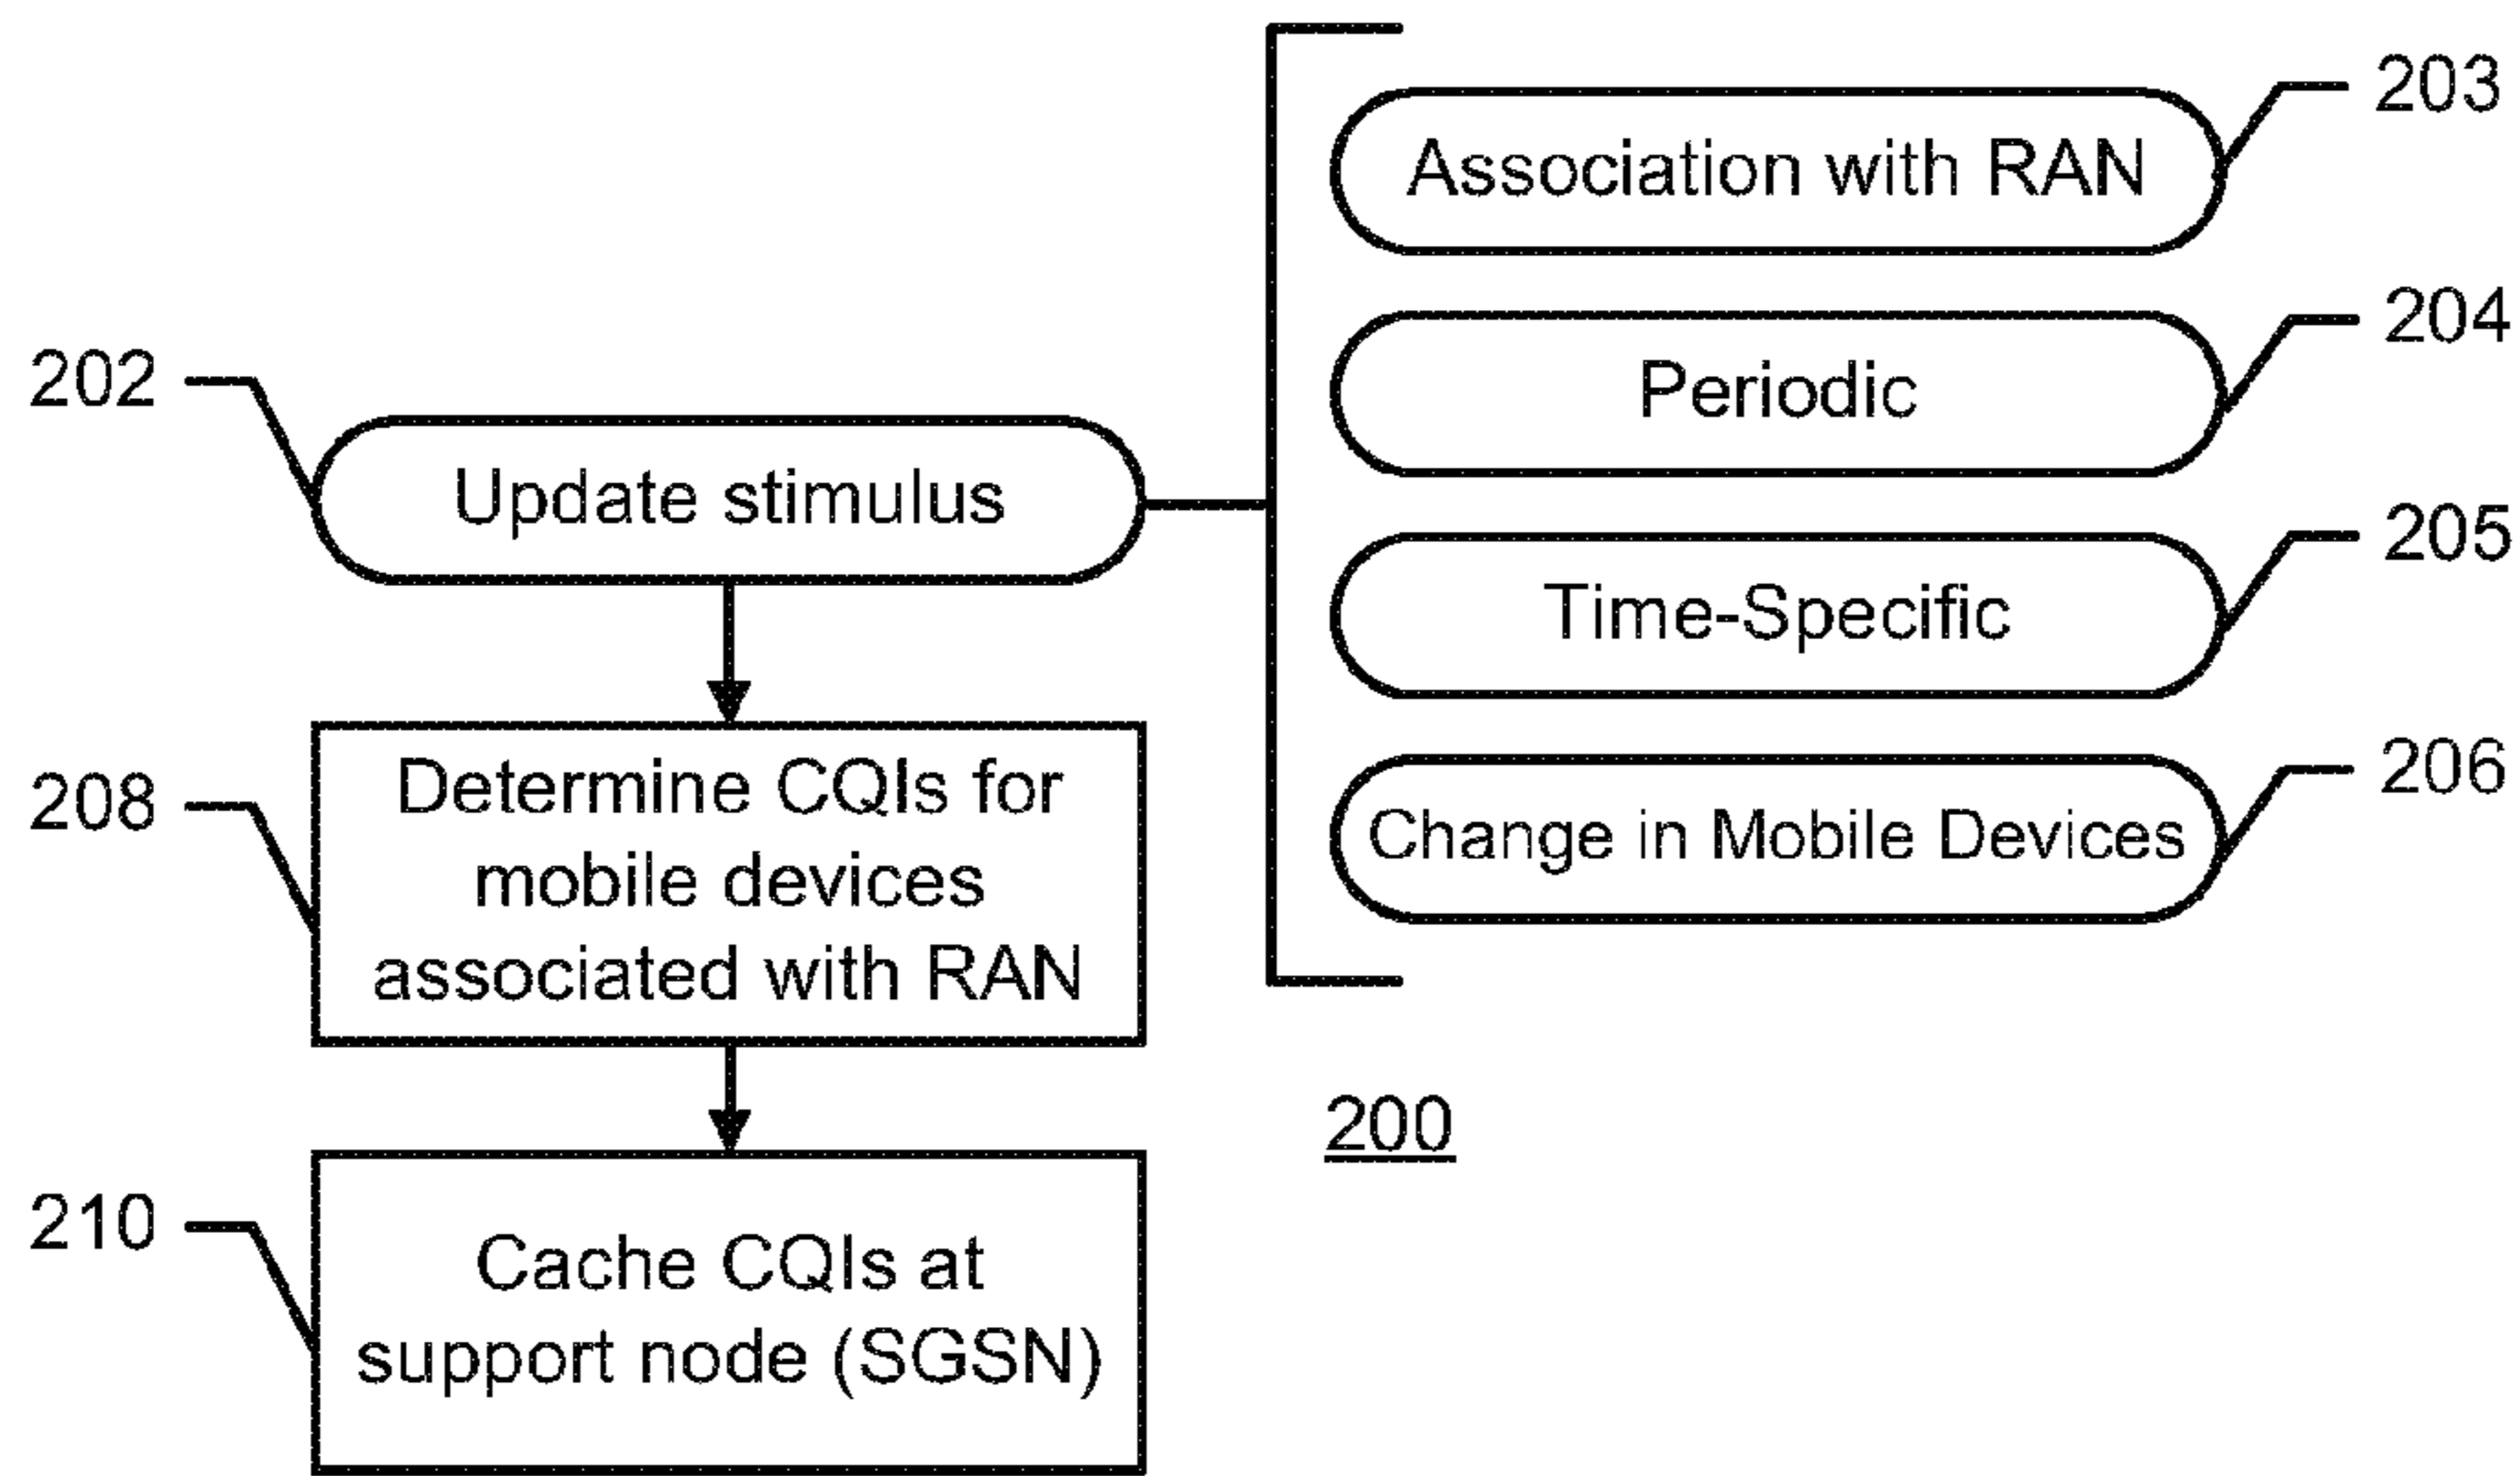 203
Association with RAN
204
Periodic
202
Update stimulus
205
Time-Specific
206
Change in Mobile Devices
208
Determine CQIs for
mobile devices
associated with RAN
200
210
Cache CQIs at
support node (SGSN)